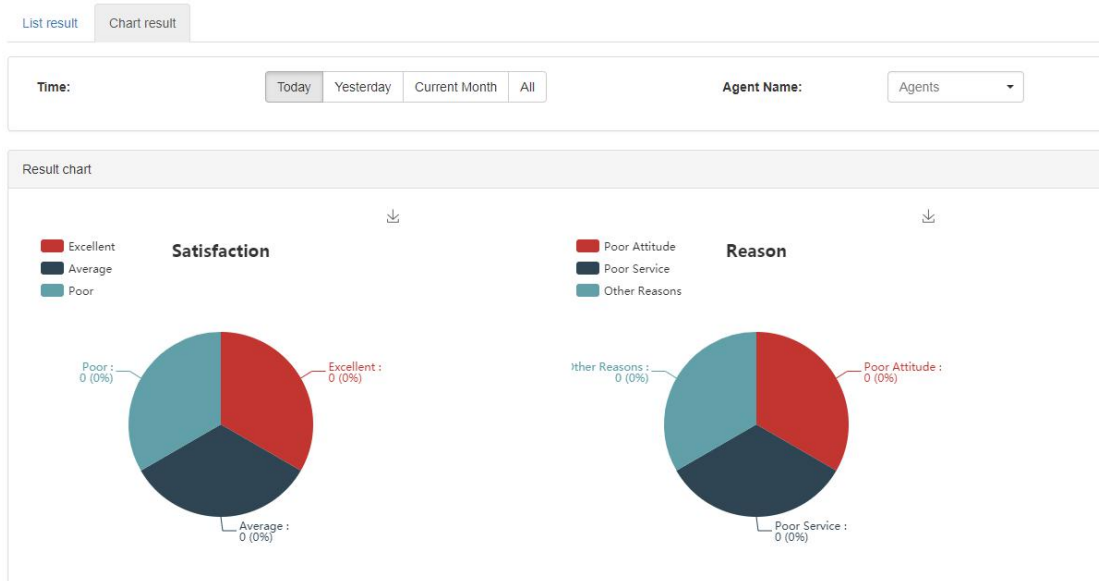 List result Chart result
Time: Today Yesterday Current Month All Agent Name: Agents
Result chart
Excellent
Average
Poor
Satisfaction
Poor :
0 (0%)
Excellent :
0 (0%)
Average :
0 (0%)
Poor Attitude
Poor Service
Other Reasons
Reason
ther Reasons :
0 (0%)
Poor Attitude :
0 (0%)
Poor Service :
0 (0%)